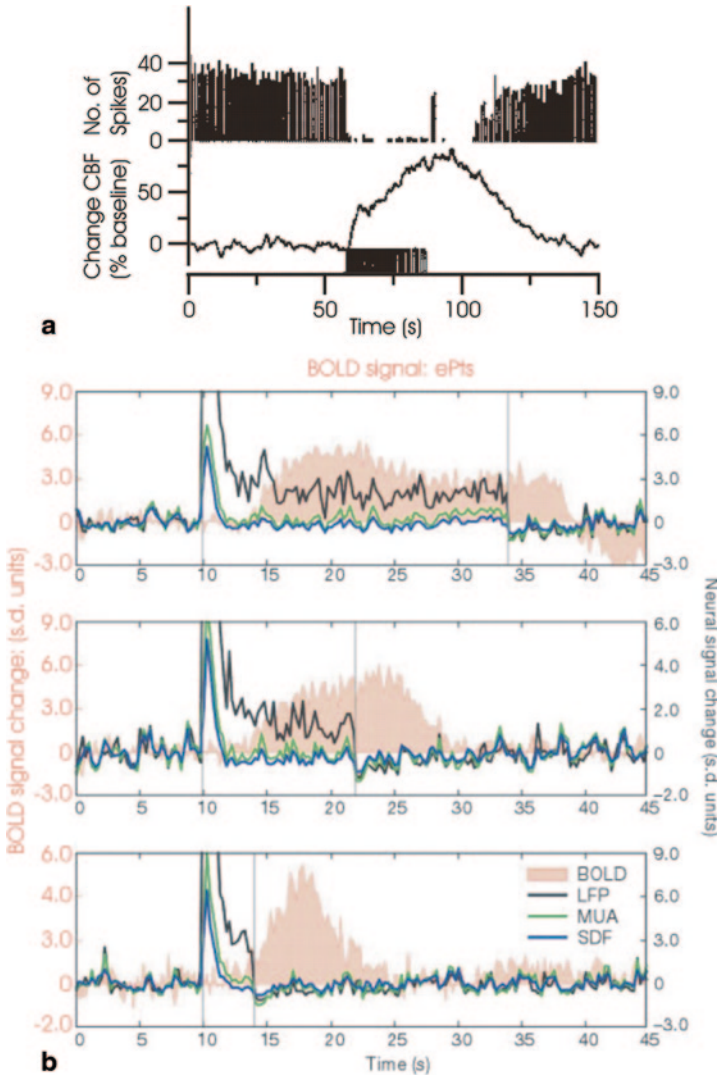 No. of
Spikes
40
20
0
Change CBF
(% baseline)
50
0
0 50 100 150
Time (s)
a
BOLD signal: ePts
BOLD signal change: (s.d. units)
Neural signal change (s.d. units)
9.0 9.0
6.0 6.0
3.0 3.0
0 0
-3.0 -3.0
0 5 10 15 20 25 30 35 40 45
9.0 6.0
6.0 4.0
3.0 2.0
0 0
-3.0 -2.0
0 5 10 15 20 25 30 35 40 45
6.0 9.0
4.0 6.0
3.0 3.0
0 0
-2.0 -3.0
BOLD
LFP
MUA
SDF
0 5 10 15 20 25 30 35 40 45
Time (s)
b